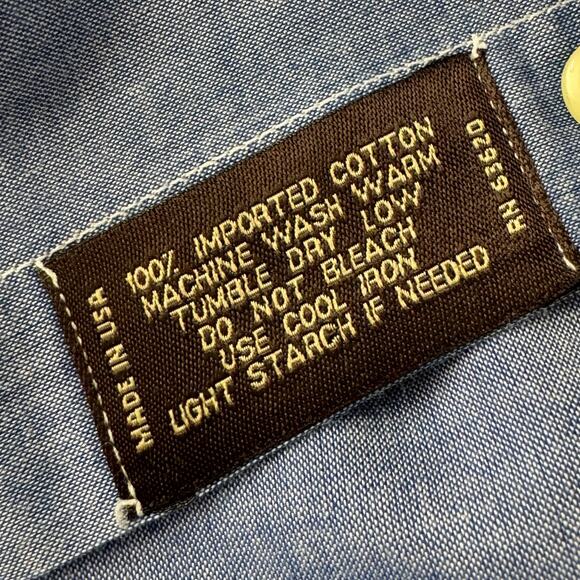 100% IMPORTED COTTON
MACHINE WASH WARM
TUMBLE DRY LOW
DO NOT BLEACH
USE COOL IRON
LIGHT STARCH IF NEEDED
MADE IN USA
RN 63620